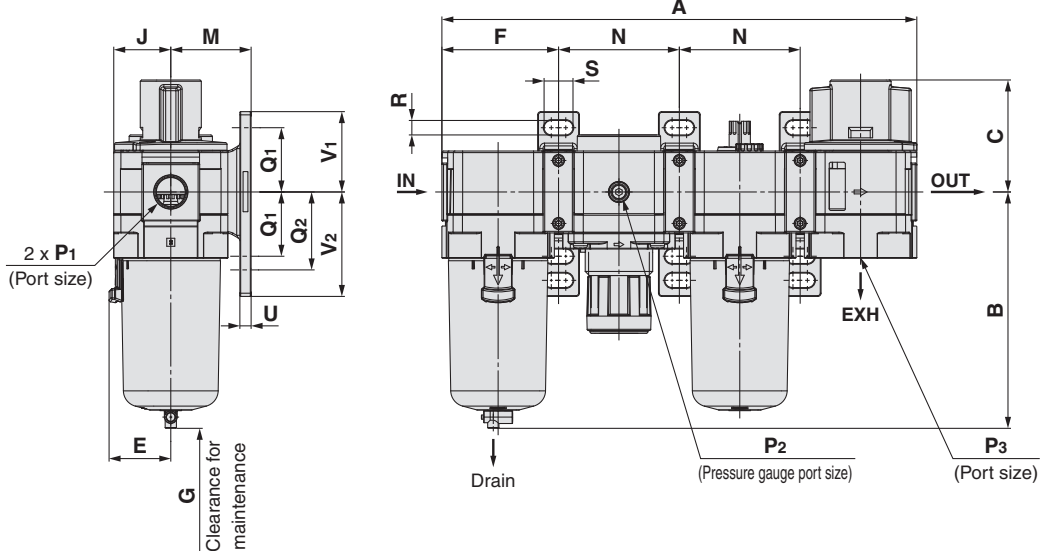 A
J
M
F
N
N
S
R
C
V1
Q1
IN
OUT
Q1
Q2
V2
2 x P1
(Port size)
U
EXH
B
E
G
Clearance for
maintenance
Drain
P2
(Pressure gauge port size)
P3
(Port size)